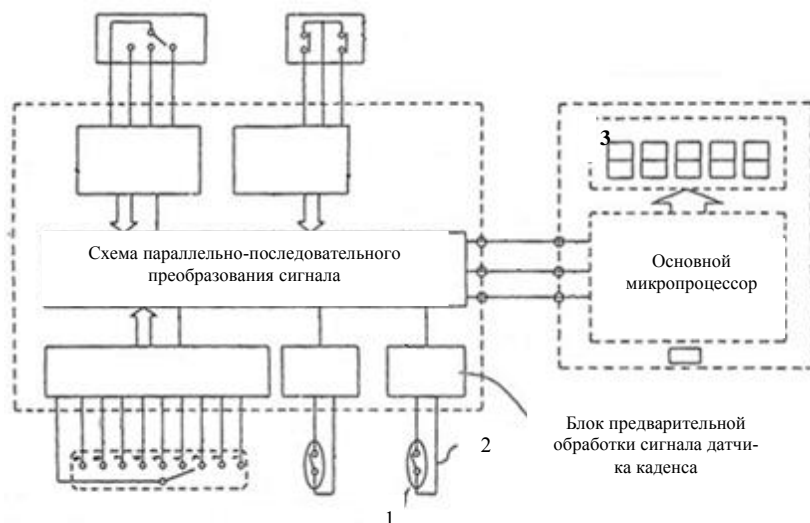 3
Схема параллельно-последовательного
преобразования сигнала
Основной
микропроцессор
Блок предварительной
обработки сигнала датчи-
ка каденса
2
1